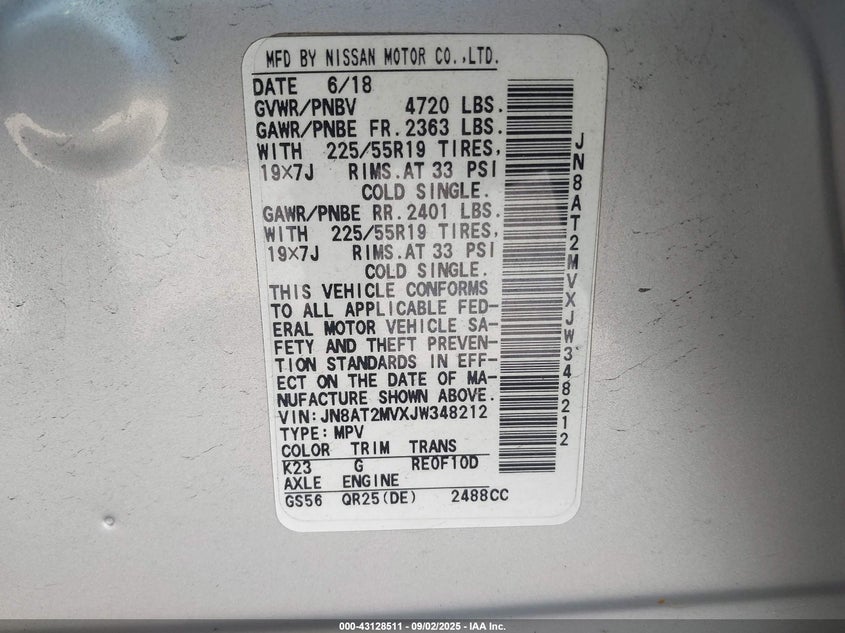 MFD BY NISSAN MOTOR CO.,LTD.
DATE 6/18
GVWR/PNBV 4720 LBS.
GAWR/PNBE FR.2363 LBS.
WITH 225/55R19 TIRES,
19×7J RIMS.AT 33 PSI
COLD SINGLE.
GAWR/PNBE RR.2401 LBS.
WITH 225/55R19 TIRES,
19×7J RIMS.AT 33 PSI
COLD SINGLE.
THIS VEHICLE CONFORMS
TO ALL APPLICABLE FED-
ERAL MOTOR VEHICLE SA-
FETY AND THEFT PREVEN-
TION STANDARDS IN EFF-
ECT ON THE DATE OF MA-
NUFACTURE SHOWN ABOVE.
VIN:JN8AT2MVXJW348212
TYPE:MPV
COLOR TRIM TRANS
K23 G RE0F10D
AXLE ENGINE
GS56 QR25(DE) 2488CC
JN8AT2MVXJW348212
000-43128511 - 09/02/2025 - IAA Inc.